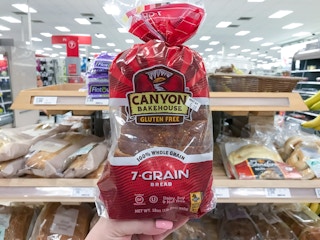 CANYON
BAKEHOUSE
GLUTEN FREE
100% WHOLE GRAIN
7-GRAIN
BREAD